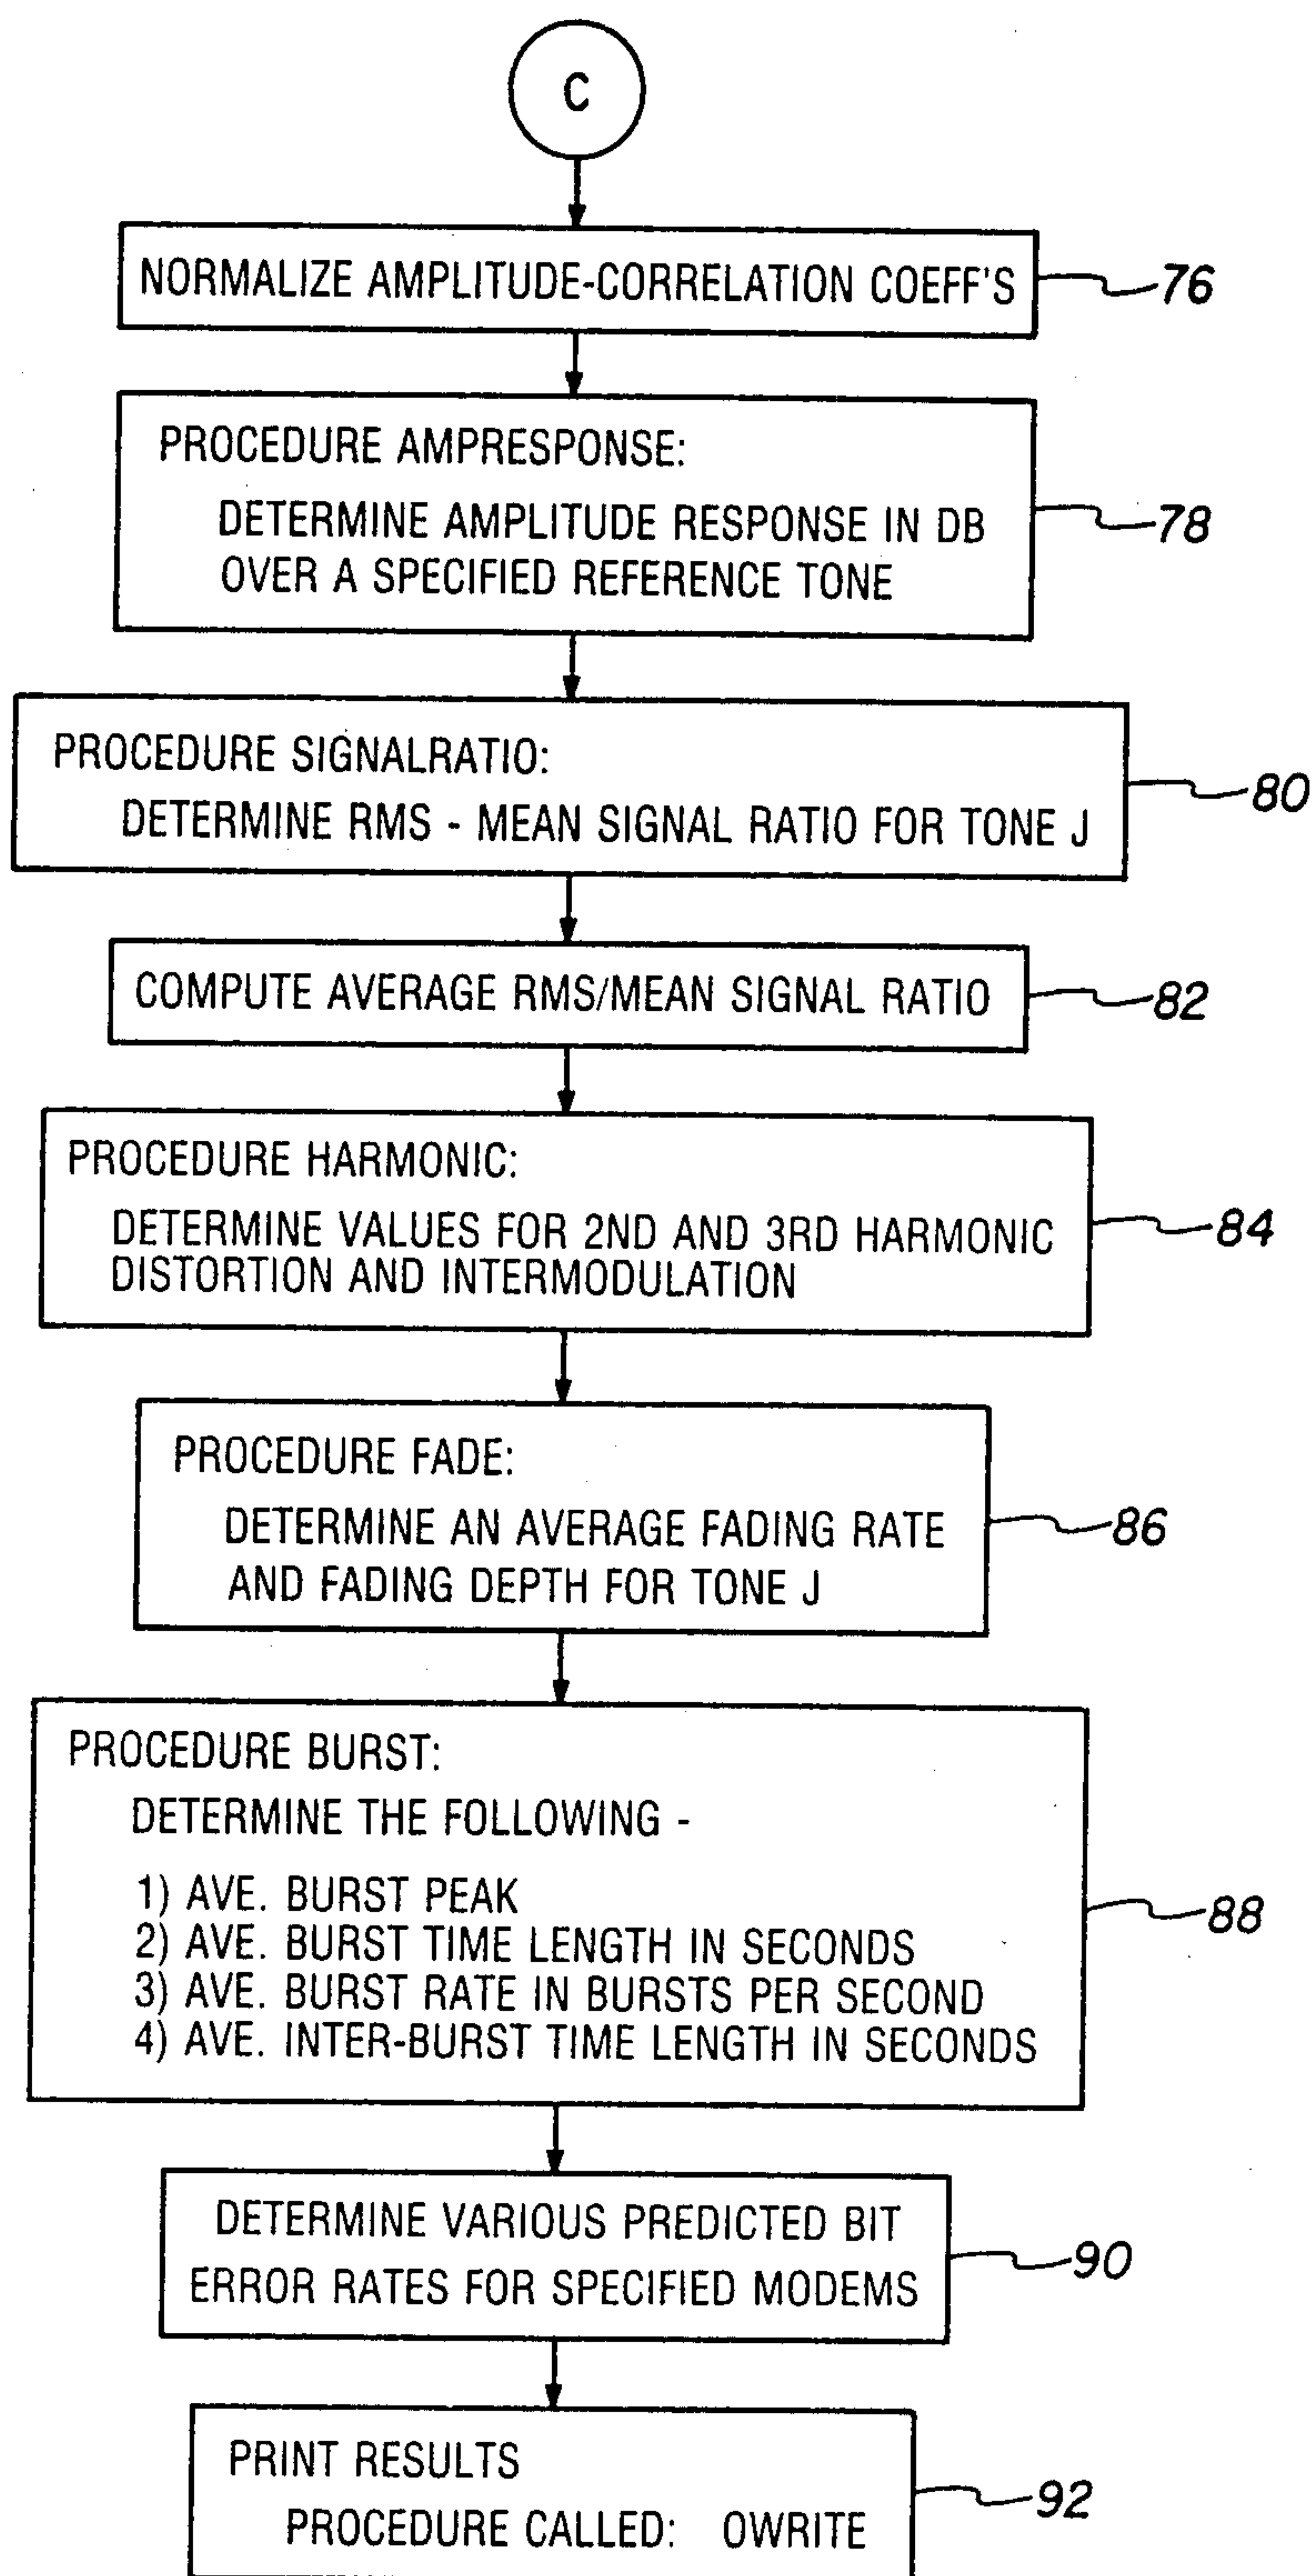 C
NORMALIZE AMPLITUDE-CORRELATION COEFF'S
76
PROCEDURE AMPRESPONSE:
DETERMINE AMPLITUDE RESPONSE IN DB
OVER A SPECIFIED REFERENCE TONE
78
PROCEDURE SIGNALRATIO:
DETERMINE RMS - MEAN SIGNAL RATIO FOR TONE J
80
COMPUTE AVERAGE RMS/MEAN SIGNAL RATIO
82
PROCEDURE HARMONIC:
DETERMINE VALUES FOR 2ND AND 3RD HARMONIC
DISTORTION AND INTERMODULATION
84
PROCEDURE FADE:
DETERMINE AN AVERAGE FADING RATE
AND FADING DEPTH FOR TONE J
86
PROCEDURE BURST:
DETERMINE THE FOLLOWING -
1) AVE. BURST PEAK
2) AVE. BURST TIME LENGTH IN SECONDS
3) AVE. BURST RATE IN BURSTS PER SECOND
4) AVE. INTER-BURST TIME LENGTH IN SECONDS
88
DETERMINE VARIOUS PREDICTED BIT
ERROR RATES FOR SPECIFIED MODEMS
90
PRINT RESULTS
PROCEDURE CALLED: OWRITE
92